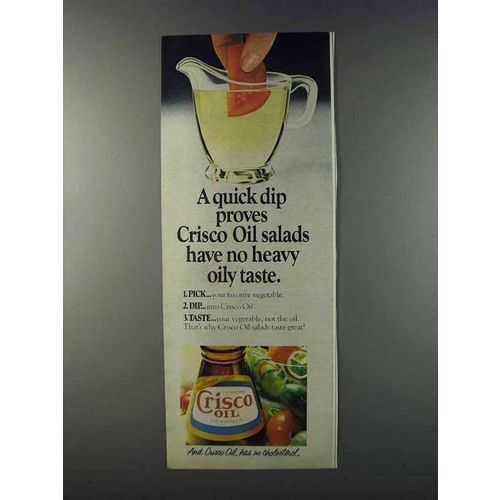 A quick dip
proves
Crisco Oil salads
have no heavy
oily taste.
1. PICK...your favorite vegetable.
2. DIP...into Crisco Oil
3. TASTE...your vegetable, not the oil.
That's why Crisco Oil salads taste great!
Crisco
OIL
And Crisco Oil has no cholesterol.